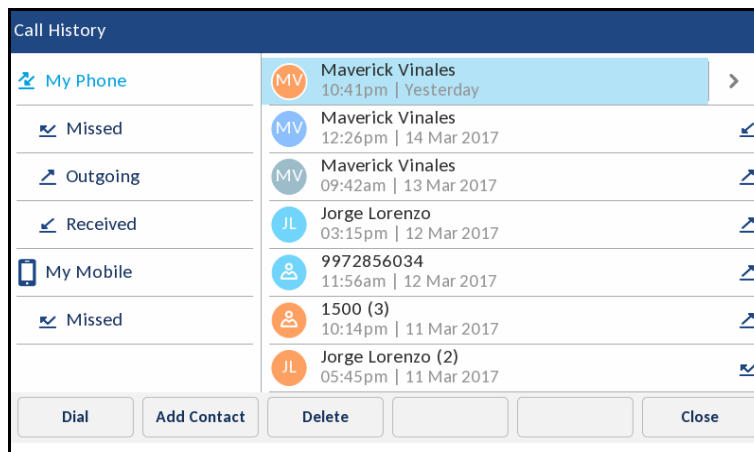 Call History
My Phone
Missed
Outgoing
Received
My Mobile
Missed
MV
Maverick Vinales
10:41pm | Yesterday
MV
Maverick Vinales
12:26pm | 14 Mar 2017
MV
Maverick Vinales
09:42am | 13 Mar 2017
JL
Jorge Lorenzo
03:15pm | 12 Mar 2017
9972856034
11:56am | 12 Mar 2017
1500 (3)
10:14pm | 11 Mar 2017
JL
Jorge Lorenzo (2)
05:45pm | 11 Mar 2017
Dial Add Contact Delete Close